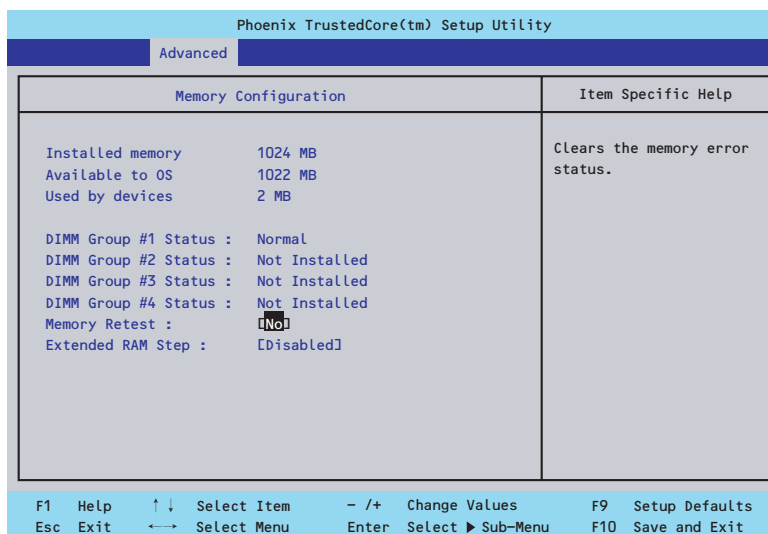 Phoenix TrustedCore(tm) Setup Utility
Advanced
Memory Configuration
Item Specific Help
Installed memory 1024 MB
Available to OS 1022 MB
Used by devices 2 MB
DIMM Group #1 Status : Normal
DIMM Group #2 Status : Not Installed
DIMM Group #3 Status : Not Installed
DIMM Group #4 Status : Not Installed
Memory Retest : [No]
Extended RAM Step : [Disabled]
Clears the memory error
status.
F1 Help ↑↓ Select Item - /+ Change Values F9 Setup Defaults
Esc Exit ←→ Select Menu Enter Select ▶ Sub-Menu F10 Save and Exit